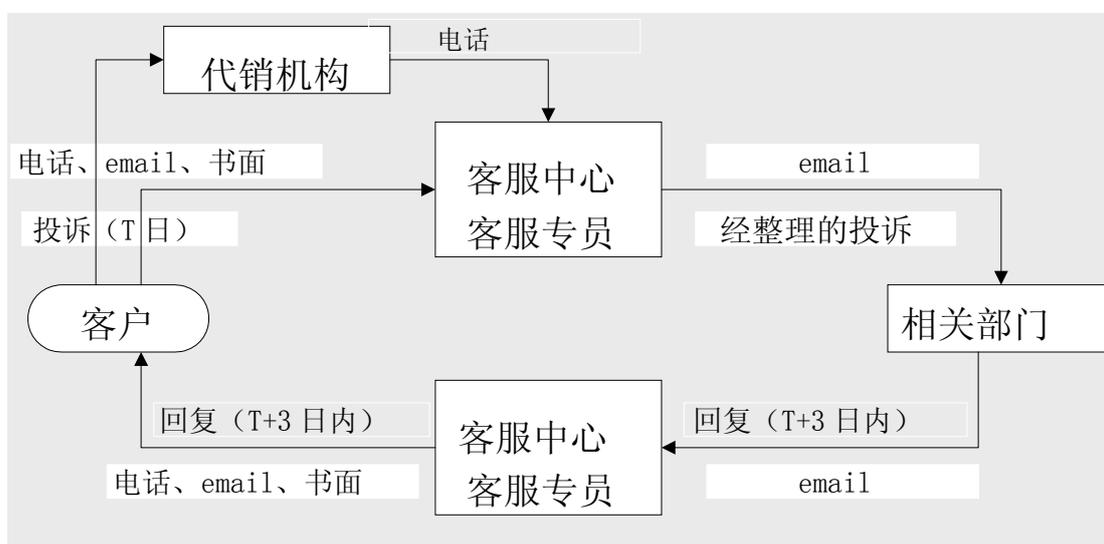 电话
代销机构
电话、email、书面
email
客服中心
客服专员
投诉（T 日）
经整理的投诉
客户
相关部门
回复（T+3 日内）
回复（T+3 日内）
客服中心
客服专员
电话、email、书面
email